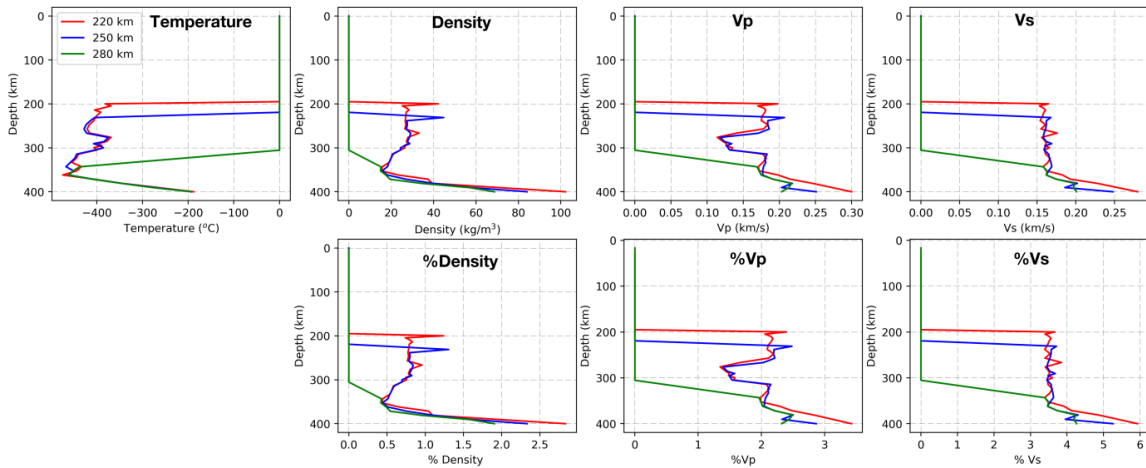 Temperature
220 km
250 km
280 km
Depth (km)
0
100
200
300
400
−400 −300 −200 −100 0
Temperature (°C)
Density
Depth (km)
0
100
200
300
400
0 20 40 60 80 100
Density (kg/m³)
Vp
Depth (km)
0
100
200
300
400
0.00 0.05 0.10 0.15 0.20 0.25 0.30
Vp (km/s)
Vs
Depth (km)
0
100
200
300
400
0.00 0.05 0.10 0.15 0.20 0.25
Vs (km/s)
%Density
Depth (km)
0
100
200
300
400
0.0 0.5 1.0 1.5 2.0 2.5
% Density
%Vp
Depth (km)
0
100
200
300
400
0 1 2 3
%Vp
%Vs
Depth (km)
0
100
200
300
400
0 1 2 3 4 5 6
% Vs